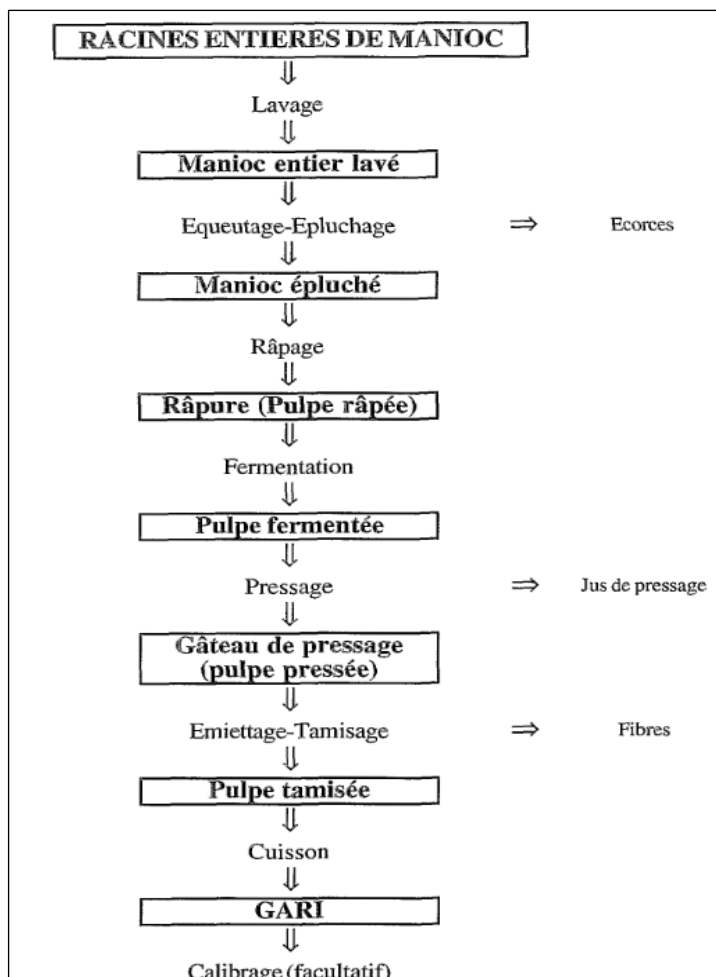 RACINES ENTIERES DE MANIOC
Lavage
Manioc entier lavé
Equeutage-Epluchage ⇒ Ecorces
Manioc épluché
Râpage
Râpure (Pulpe râpée)
Fermentation
Pulpe fermentée
Pressage ⇒ Jus de pressage
Gâteau de pressage
(pulpe pressée)
Emiettage-Tamisage ⇒ Fibres
Pulpe tamisée
Cuisson
GARI
Calibrage (facultatif)